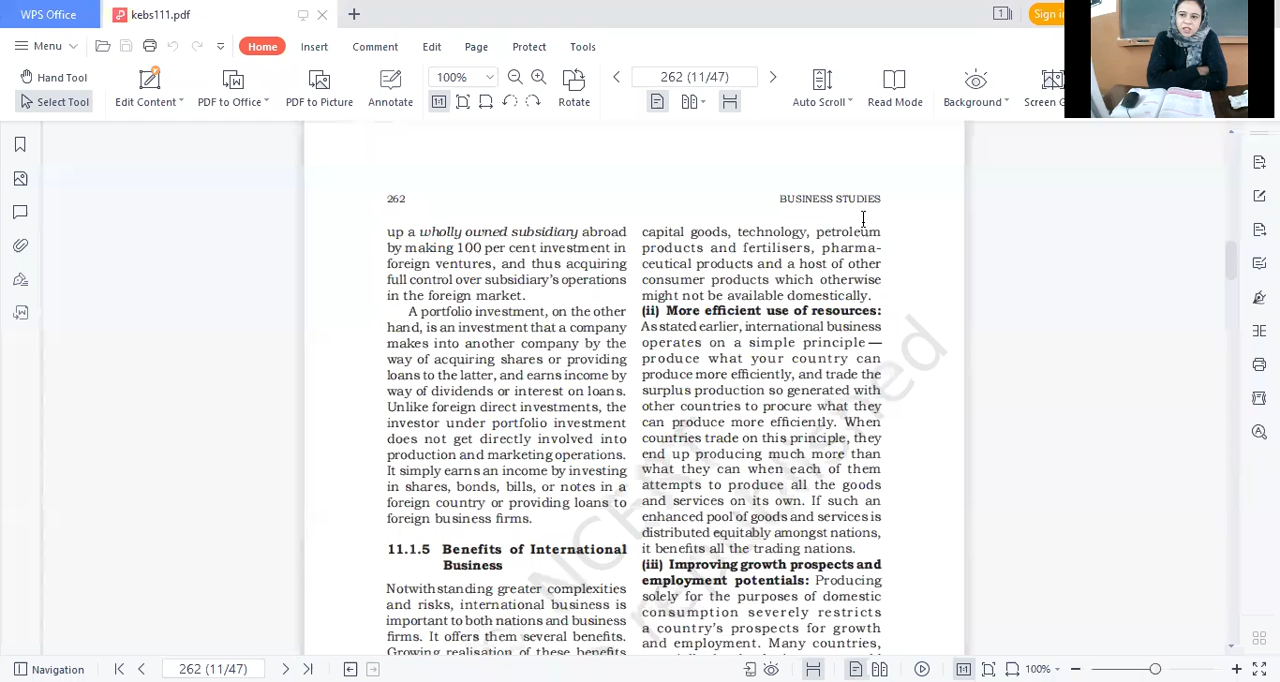 WPS Office
kebs111.pdf
1
Sign in
Menu
Home
Insert
Comment
Edit
Page
Protect
Tools
Hand Tool
Select Tool
Edit Content
PDF to Office
PDF to Picture
Annotate
100%
1:1
262 (11/47)
Rotate
Auto Scroll
Read Mode
Background
Screen G
262
BUSINESS STUDIES
up a wholly owned subsidiary abroad
by making 100 per cent investment in
foreign ventures, and thus acquiring
full control over subsidiary's operations
in the foreign market.
A portfolio investment, on the other
hand, is an investment that a company
makes into another company by the
way of acquiring shares or providing
loans to the latter, and earns income by
way of dividends or interest on loans.
Unlike foreign direct investments, the
investor under portfolio investment
does not get directly involved into
production and marketing operations.
It simply earns an income by investing
in shares, bonds, bills, or notes in a
foreign country or providing loans to
foreign business firms.
11.1.5 Benefits of International
Business
Notwithstanding greater complexities
and risks, international business is
important to both nations and business
firms. It offers them several benefits.
Growing realisation of these benefits
capital goods, technology, petroleum
products and fertilisers, pharma-
ceutical products and a host of other
consumer products which otherwise
might not be available domestically.
(ii) More efficient use of resources:
As stated earlier, international business
operates on a simple principle—
produce what your country can
produce more efficiently, and trade the
surplus production so generated with
other countries to procure what they
can produce more efficiently. When
countries trade on this principle, they
end up producing much more than
what they can when each of them
attempts to produce all the goods
and services on its own. If such an
enhanced pool of goods and services is
distributed equitably amongst nations,
it benefits all the trading nations.
(iii) Improving growth prospects and
employment potentials: Producing
solely for the purposes of domestic
consumption severely restricts
a country's prospects for growth
and employment. Many countries,
NCERT
republished
Navigation
262 (11/47)
1:1
100%